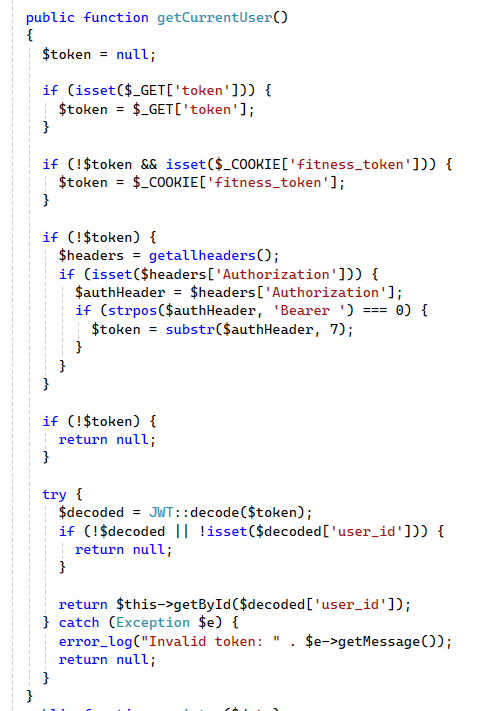 public function getCurrentUser()
{
  $token = null;

  if (isset($_GET['token'])) {
    $token = $_GET['token'];
  }

  if (!$token && isset($_COOKIE['fitness_token'])) {
    $token = $_COOKIE['fitness_token'];
  }

  if (!$token) {
    $headers = getallheaders();
    if (isset($headers['Authorization'])) {
      $authHeader = $headers['Authorization'];
      if (strpos($authHeader, 'Bearer ') === 0) {
        $token = substr($authHeader, 7);
      }
    }
  }

  if (!$token) {
    return null;
  }

  try {
    $decoded = JWT::decode($token);
    if (!$decoded || !isset($decoded['user_id'])) {
      return null;
    }

    return $this->getById($decoded['user_id']);
  } catch (Exception $e) {
    error_log("Invalid token: " . $e->getMessage());
    return null;
  }
}